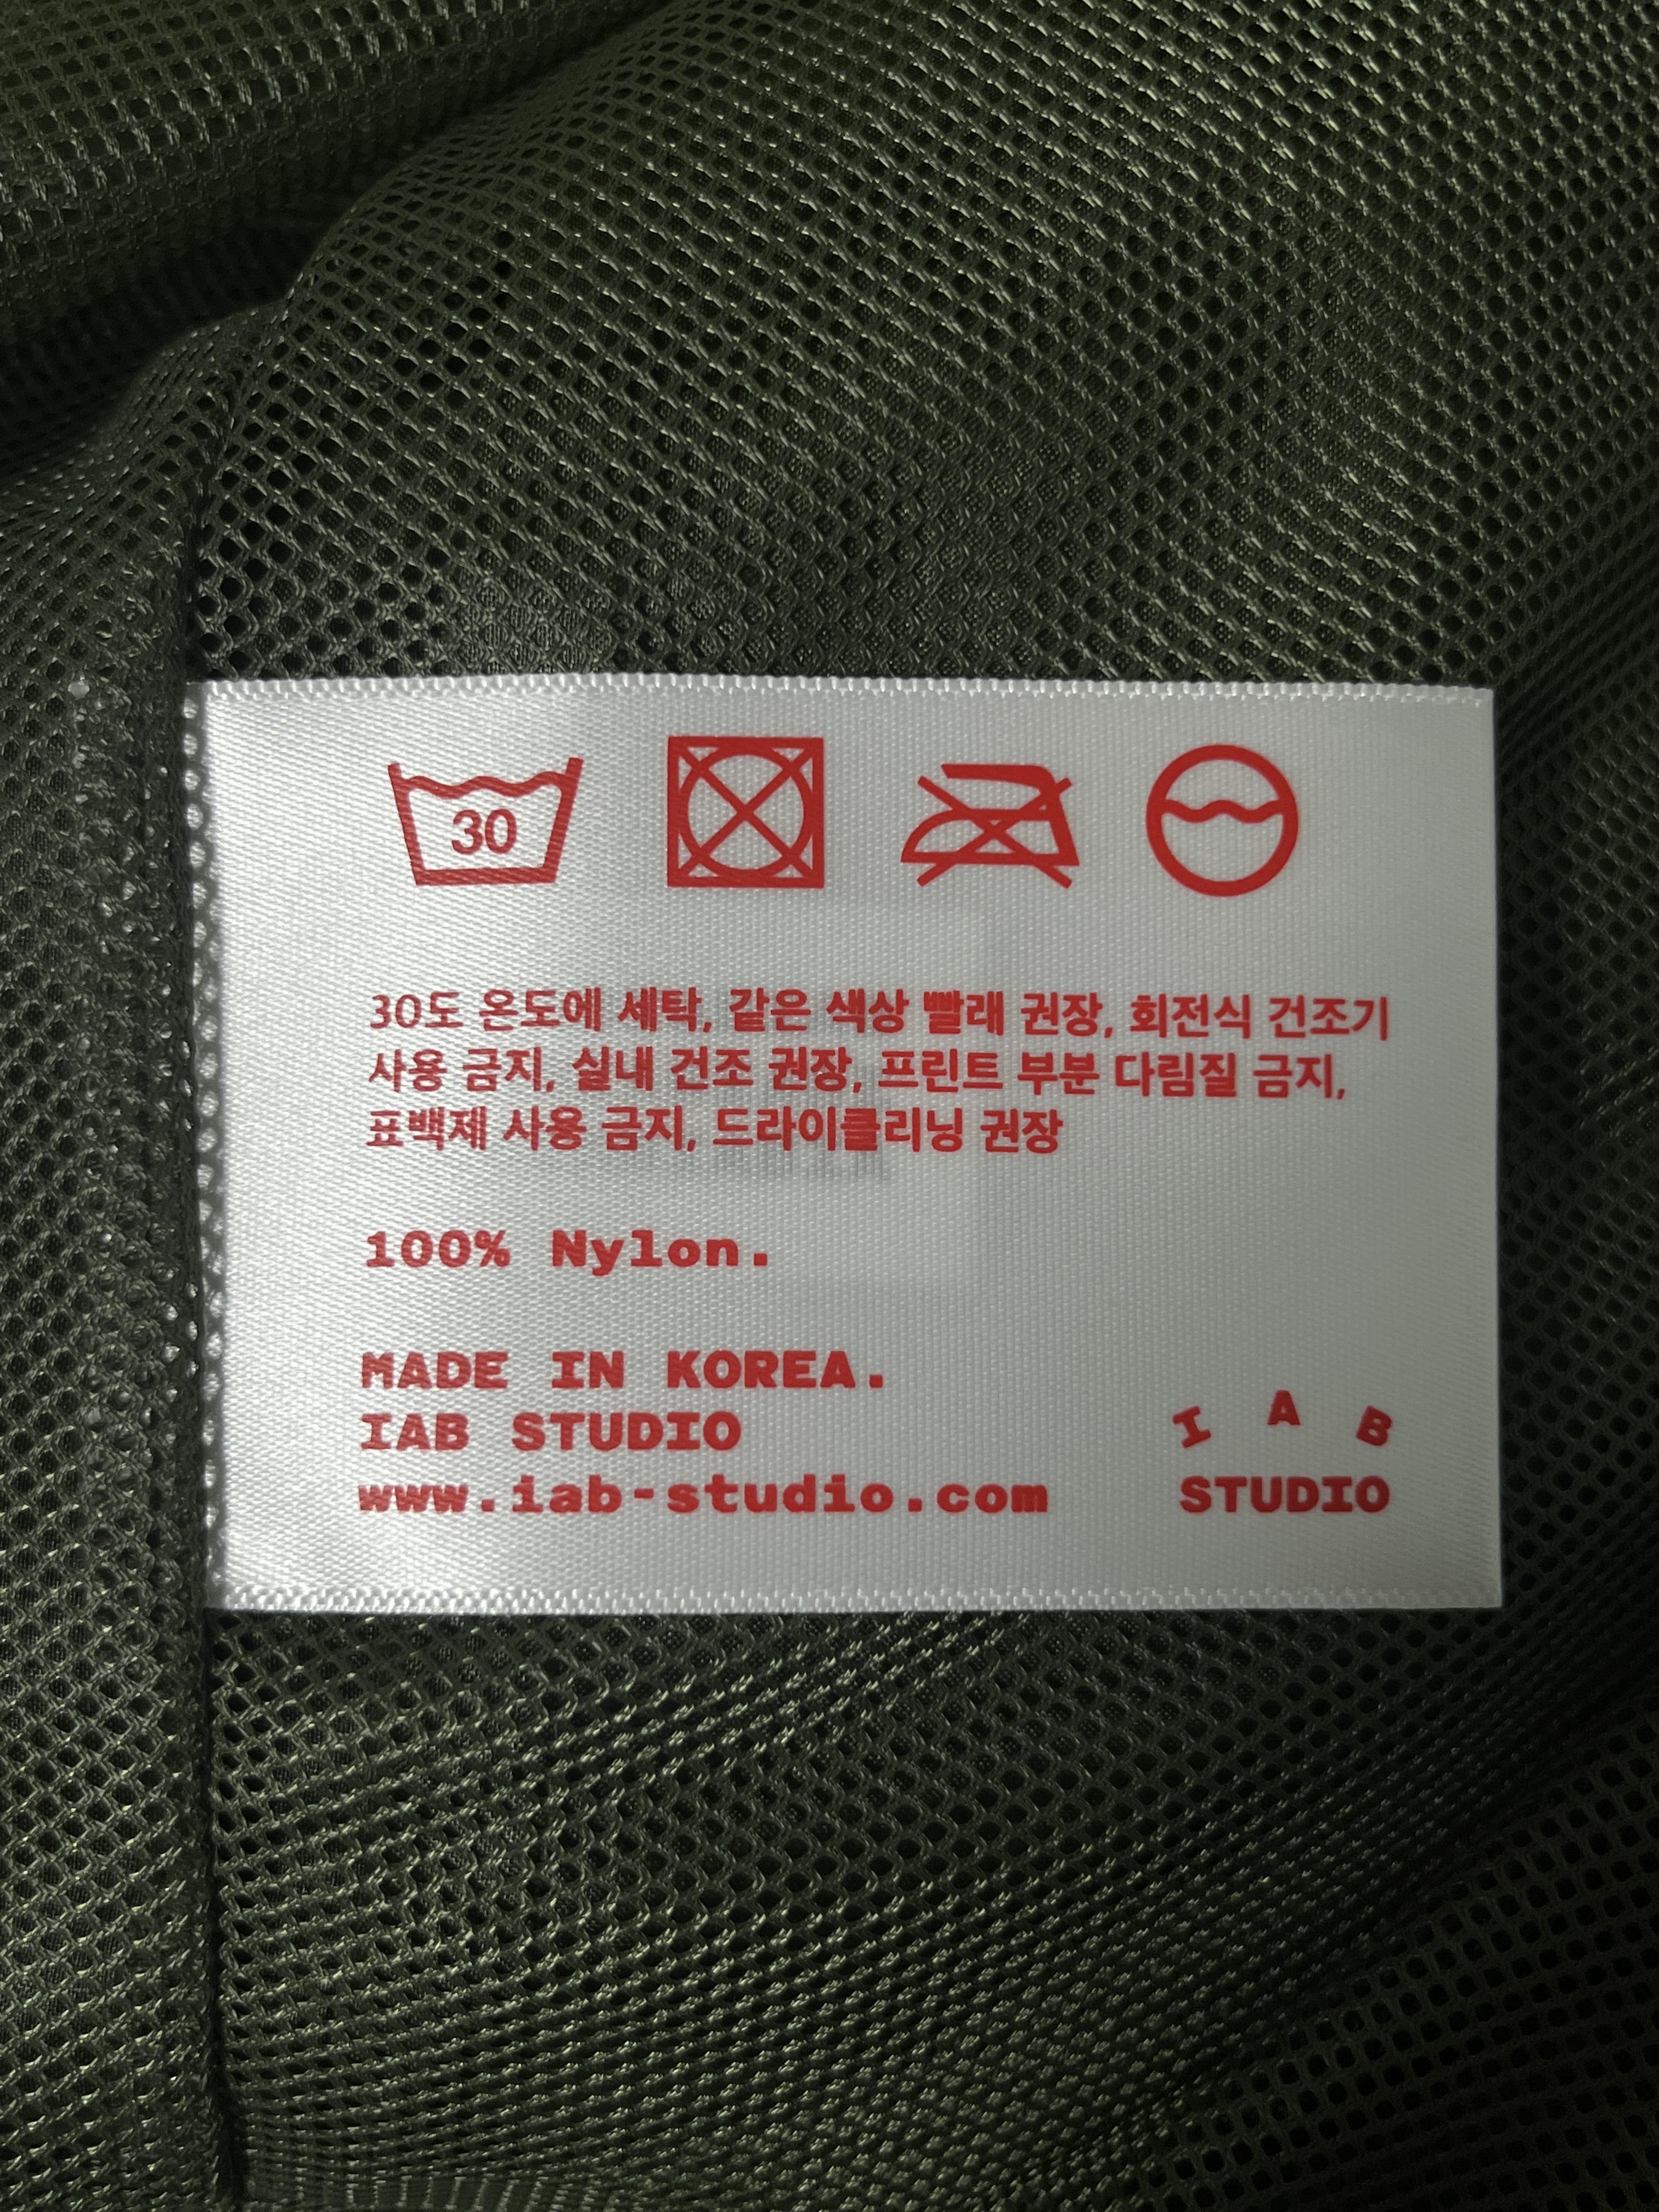 30
30도 온도에 세탁, 같은 색상 빨래 권장, 회전식 건조기
사용 금지, 실내 건조 권장, 프린트 부분 다림질 금지,
표백제 사용 금지, 드라이클리닝 권장
100% Nylon.
MADE IN KOREA.
IAB STUDIO
www.iab-studio.com
I A B
STUDIO